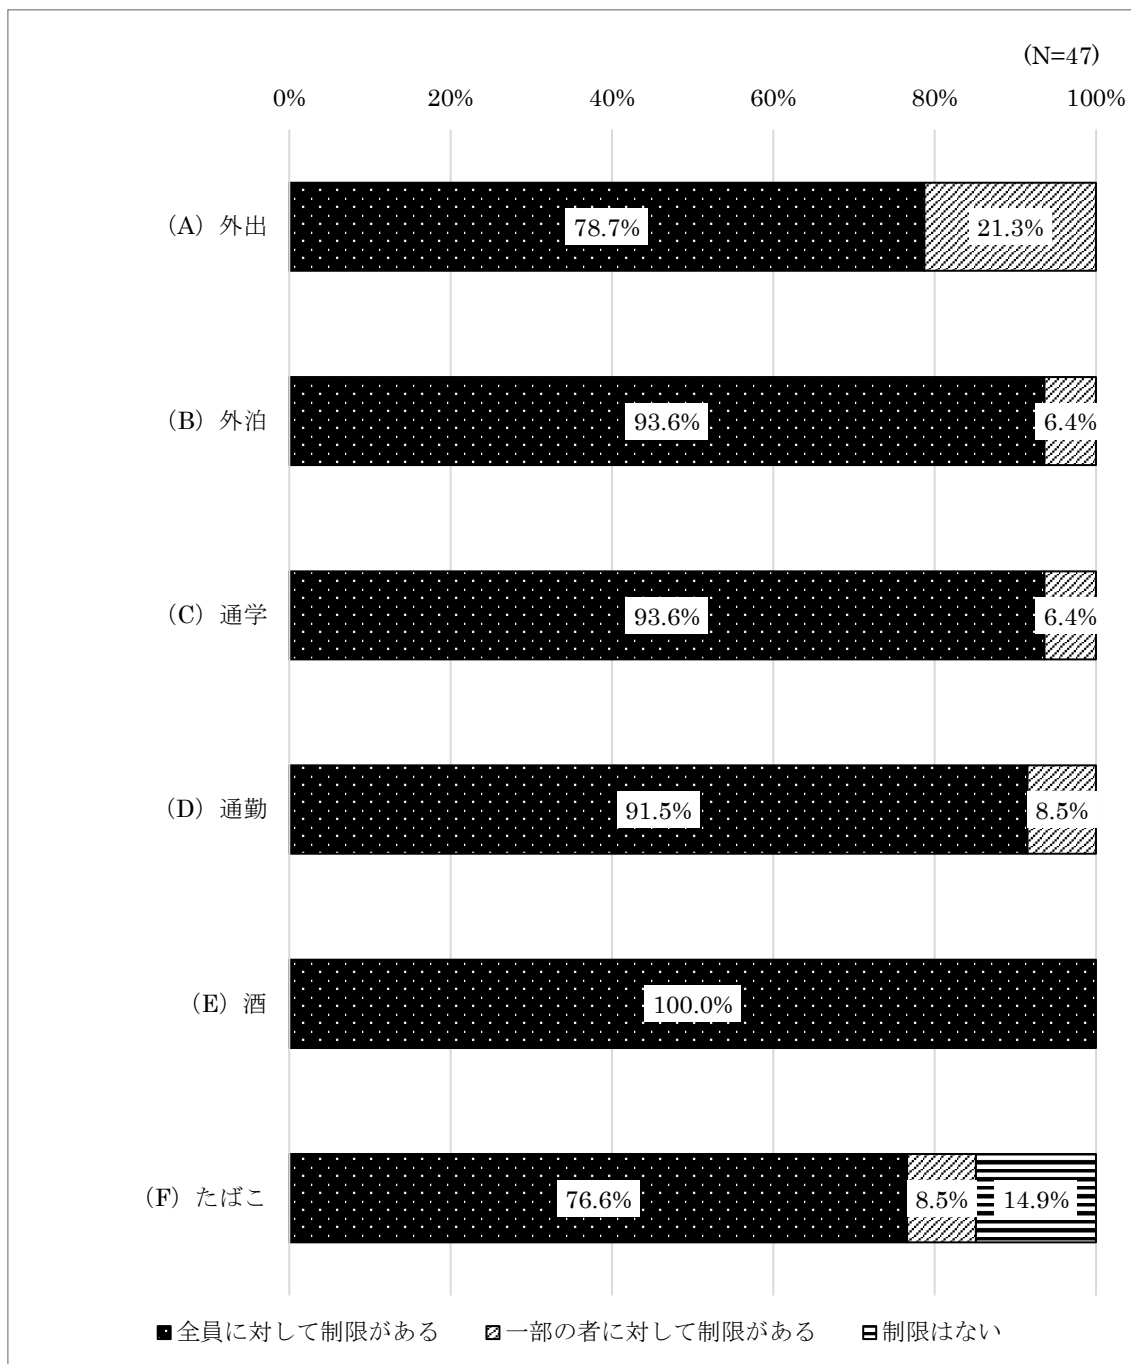 (N=47)
0% 20% 40% 60% 80% 100%
（A）外出 78.7% 21.3%
（B）外泊 93.6% 6.4%
（C）通学 93.6% 6.4%
（D）通勤 91.5% 8.5%
（E）酒 100.0%
（F）たばこ 76.6% 8.5% 14.9%
全員に対して制限がある 一部の者に対して制限がある 制限はない